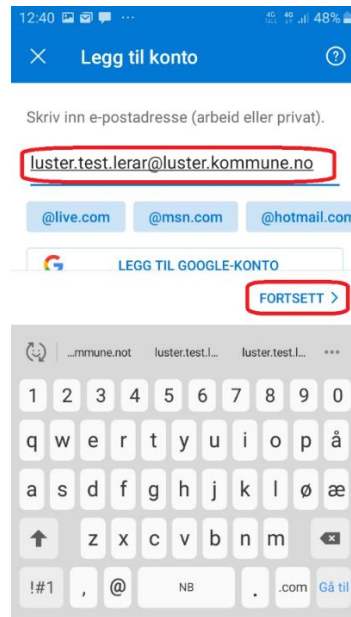 12:40 ... 4G 4G 48%
Legg til konto ?
Skriv inn e-postadresse (arbeid eller privat).
luster.test.lerar@luster.kommune.no
@live.com @msn.com @hotmail.com
G LEGG TIL GOOGLE-KONTO
FORTSETT >
...mmune.not luster.test.l... luster.test.l... •••
1 2 3 4 5 6 7 8 9 0
q w e r t y u i o p å
a s d f g h j k l ø æ
z x c v b n m
!#1 , @ NB . .com Gå til